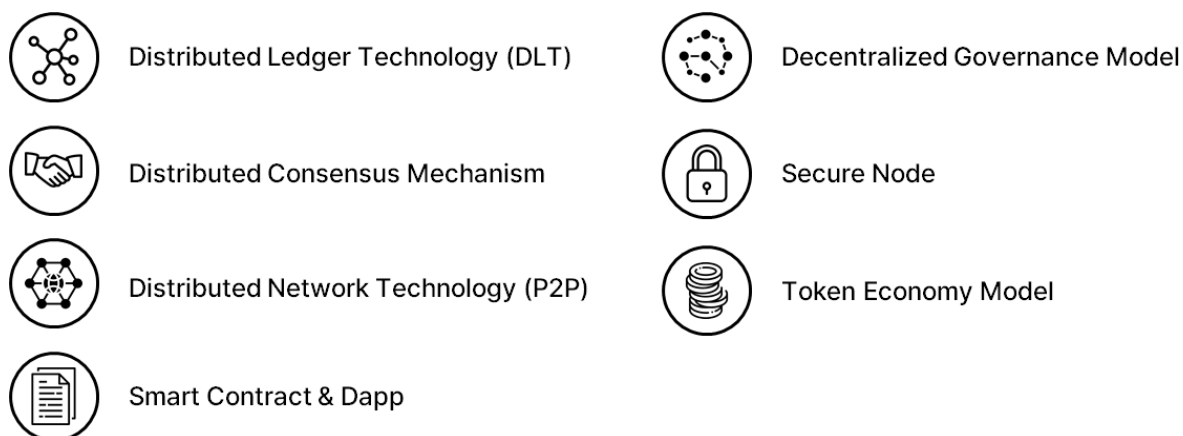 Distributed Ledger Technology (DLT)
Distributed Consensus Mechanism
Distributed Network Technology (P2P)
Smart Contract & Dapp
Decentralized Governance Model
Secure Node
Token Economy Model